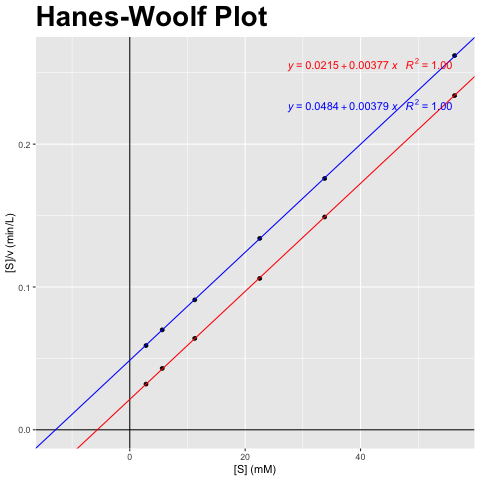 Hanes-Woolf Plot
y = 0.0215 + 0.00377 x R² = 1.00
y = 0.0484 + 0.00379 x R² = 1.00
0.2
0.1
0.0
0 20 40
[S]/v (min/L)
[S] (mM)